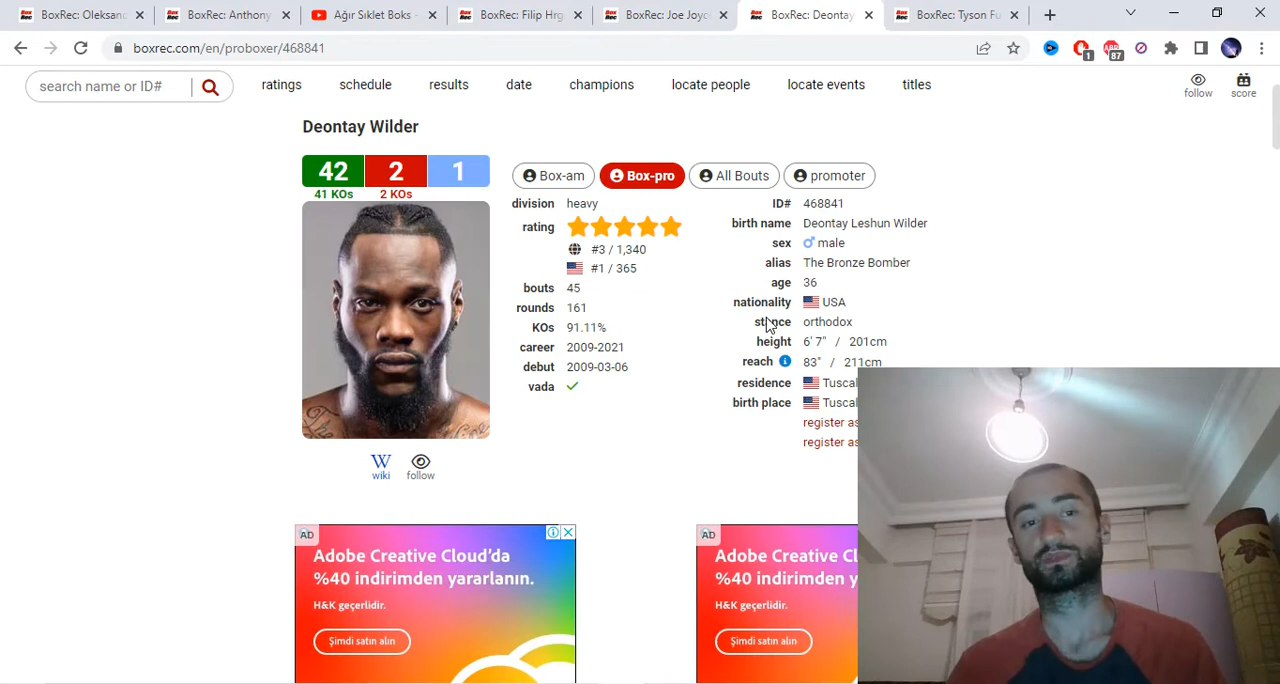 BoxRec: Oleksan
BoxRec: Anthony
Ağır Sıklet Boks -
BoxRec: Filip Hrg
BoxRec: Joe Joyc
BoxRec: Deontay
BoxRec: Tyson Fu
boxrec.com/en/proboxer/468841
1
87
search name or ID#
ratings
schedule
results
date
champions
locate people
locate events
titles
follow
score
Deontay Wilder
42 2 1
41 KOs 2 KOs
Box-am
Box-pro
All Bouts
promoter
division heavy
rating
#3 / 1,340
#1 / 365
bouts 45
rounds 161
KOs 91.11%
career 2009-2021
debut 2009-03-06
vada
ID# 468841
birth name Deontay Leshun Wilder
sex ♂ male
alias The Bronze Bomber
age 36
nationality USA
stance orthodox
height 6' 7" / 201cm
reach 83" / 211cm
residence Tuscal
birth place Tuscal
register as
register as
W
wiki
follow
AD
Adobe Creative Cloud’da
%40 indirimden yararlanın.
H&K geçerlidir.
Şimdi satın alın
AD
Adobe Creative Cl
%40 indirimden y
H&K geçerlidir.
Şimdi satın alın